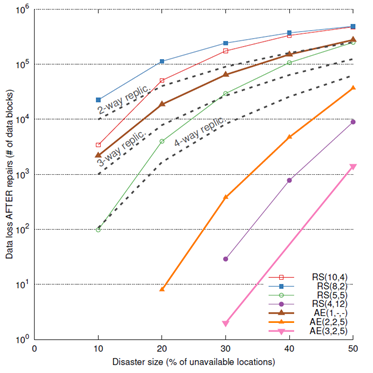 10^6
10^5
10^4
10^3
10^2
10^1
10^0
Data loss AFTER repairs (# of data blocks)
2-way replic.
3-way replic.
4-way replic.
RS(10,4)
RS(8,2)
RS(5,5)
RS(4,12)
AE(1,-,-)
AE(2,2,5)
AE(3,2,5)
0
10
20
30
40
50
Disaster size (% of unavailable locations)